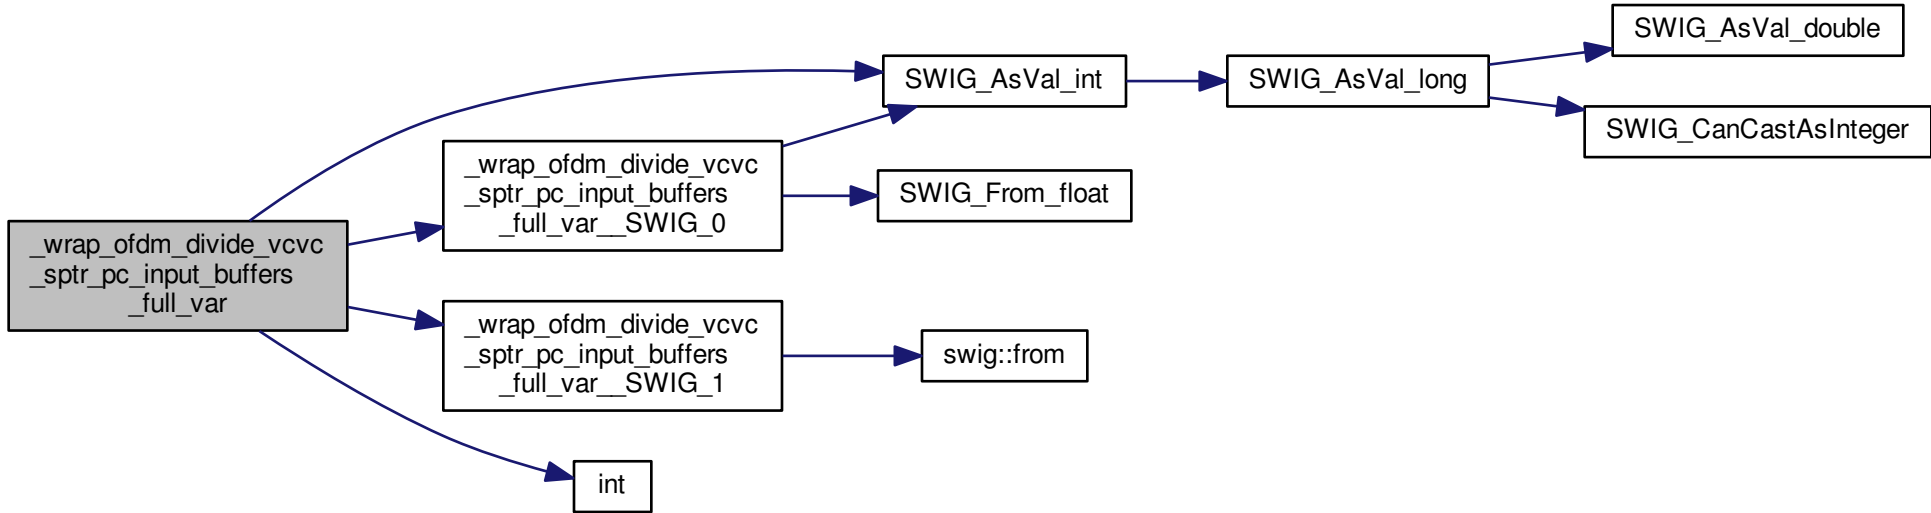 _wrap_ofdm_divide_vcvc
_sptr_pc_input_buffers
_full_var
_wrap_ofdm_divide_vcvc
_sptr_pc_input_buffers
_full_var__SWIG_0
_wrap_ofdm_divide_vcvc
_sptr_pc_input_buffers
_full_var__SWIG_1
int
SWIG_AsVal_int
SWIG_From_float
swig::from
SWIG_AsVal_long
SWIG_AsVal_double
SWIG_CanCastAsInteger